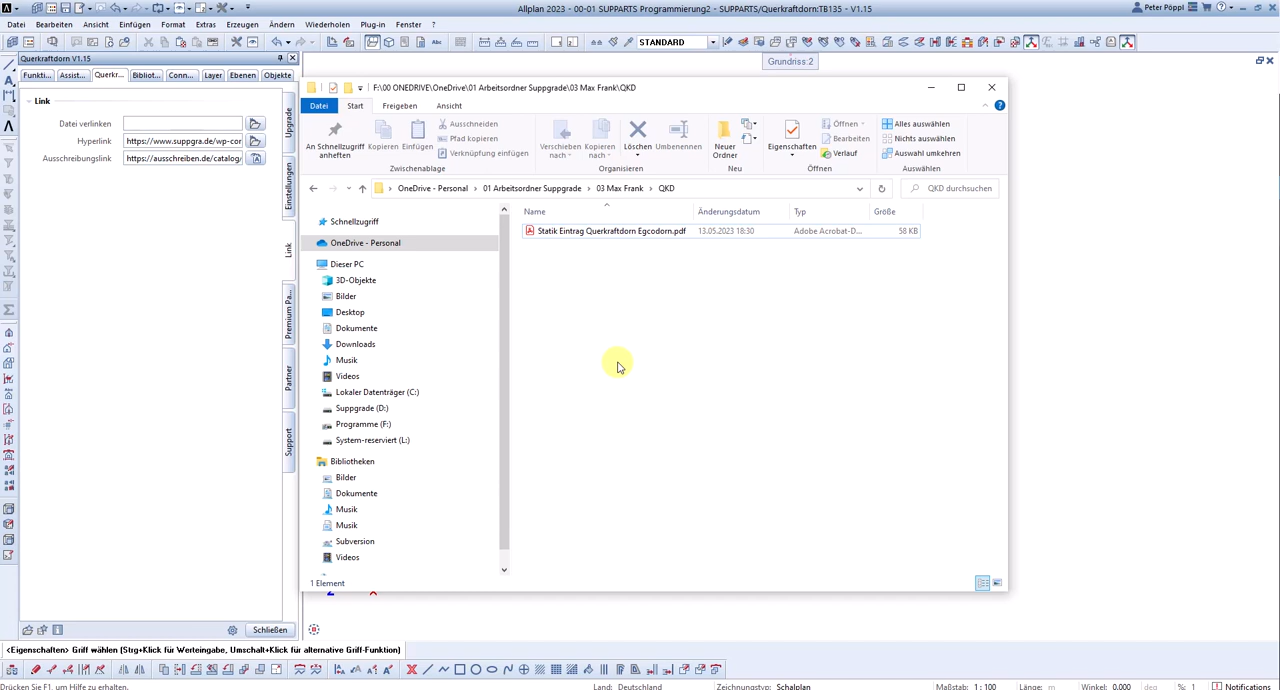 Allplan 2023 - 00-01 SUPPARTS Programmierung2 - SUPPARTS/Querkraftdorn:TB135 - V1.15
Peter Pöppl
Datei Bearbeiten Ansicht Einfügen Format Extras Erzeugen Ändern Wiederholen Plug-in Fenster
STANDARD
Querkraftdorn V1.15
Grundriss:2
Funkti... Assist... Querkr... Bibliot... Conn... Layer Ebenen Objekte
Link
Datei verlinken
Hyperlink https://www.suppgra.de/wp-cor
Ausschreibungslink https://ausschreiben.de/catalog/
Upgrade
Einstellungen
Link
Premium Pa...
Partner
Support
Schließen
F:\00 ONEDRIVE\OneDrive\01 Arbeitsordner Suppgrade\03 Max Frank\QKD
Datei Start Freigeben Ansicht
An Schnellzugriff anheften
Kopieren
Einfügen
Ausschneiden
Pfad kopieren
Verknüpfung einfügen
Zwischenablage
Verschieben nach
Kopieren nach
Löschen
Umbenennen
Organisieren
Neuer Ordner
Neu
Eigenschaften
Öffnen
Bearbeiten
Verlauf
Öffnen
Alles auswählen
Nichts auswählen
Auswahl umkehren
Auswählen
OneDrive - Personal > 01 Arbeitsordner Suppgrade > 03 Max Frank > QKD
QKD durchsuchen
Name Änderungsdatum Typ Größe
Statik Eintrag Querkraftdorn Egcodorn.pdf 13.05.2023 18:30 Adobe Acrobat-D... 58 KB
Schnellzugriff
OneDrive - Personal
Dieser PC
3D-Objekte
Bilder
Desktop
Dokumente
Downloads
Musik
Videos
Lokaler Datenträger (C:)
Suppgrade (D:)
Programme (F:)
System-reserviert (L:)
Bibliotheken
Bilder
Dokumente
Musik
Musik
Subversion
Videos
1 Element
<Eigenschaften> Griff wählen (Strg+Klick für Werteingabe, Umschalt+Klick für alternative Griff-Funktion)
Drücken Sie F1, um Hilfe zu erhalten.
Land: Deutschland
Zeichnungstyp: Schalplan
Maßstab: 1 : 100
Länge: m
Winkel: 0.000 deg
%: 1
Notifications